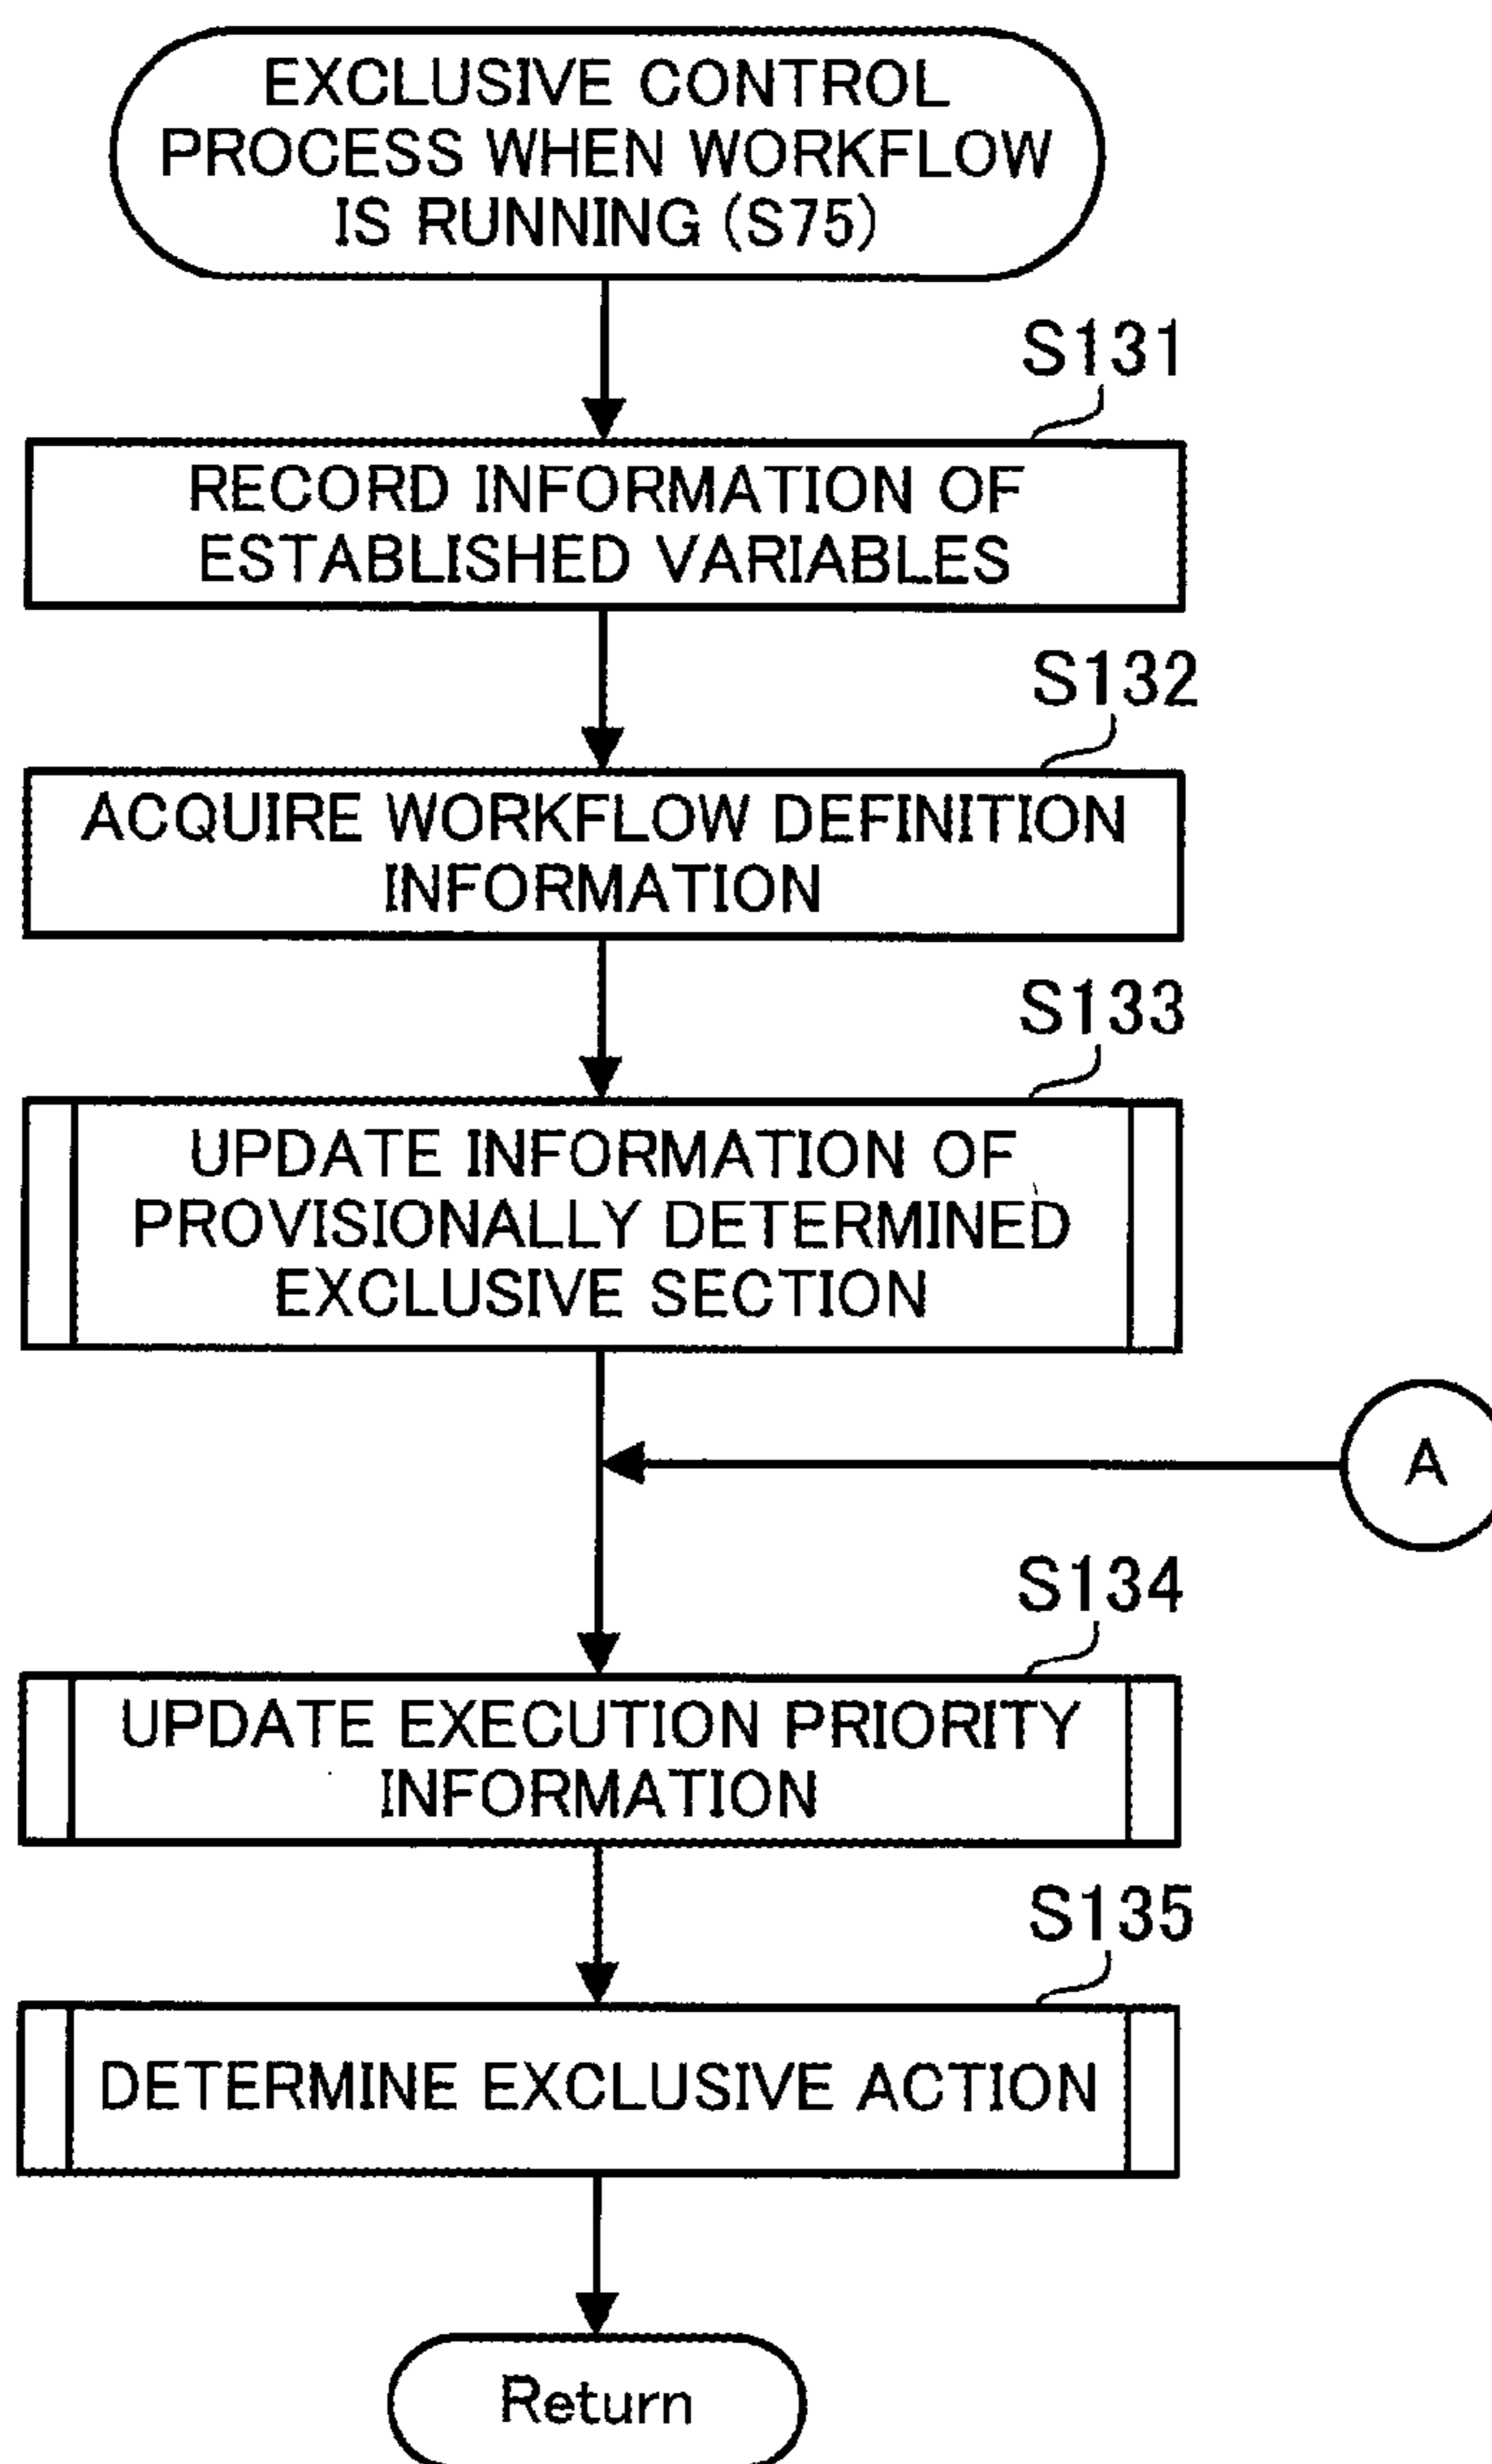 EXCLUSIVE CONTROL
PROCESS WHEN WORKFLOW
IS RUNNING (S75)
S131
RECORD INFORMATION OF
ESTABLISHED VARIABLES
S132
ACQUIRE WORKFLOW DEFINITION
INFORMATION
S133
UPDATE INFORMATION OF
PROVISIONALLY DETERMINED
EXCLUSIVE SECTION
A
S134
UPDATE EXECUTION PRIORITY
INFORMATION
S135
DETERMINE EXCLUSIVE ACTION
Return